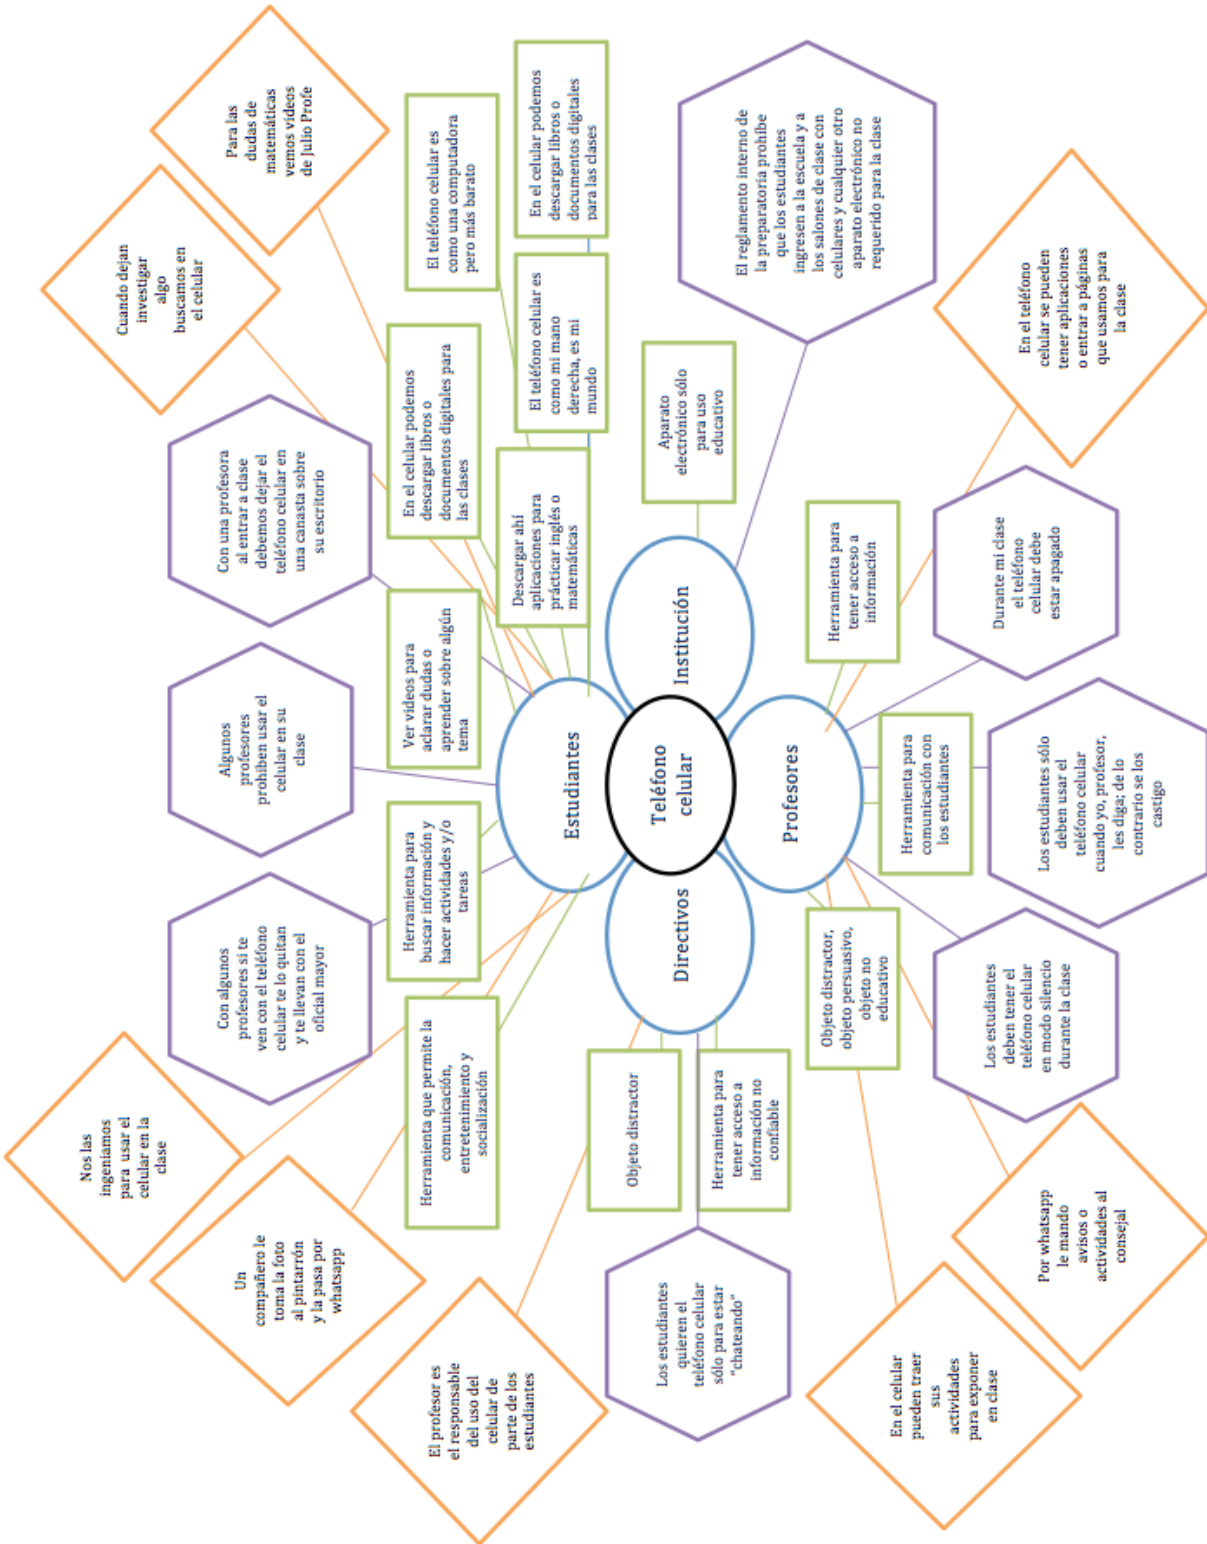 Nos las
ingeniamos
para usar el
celular en la
clase
Cuando dejan
investigar
algo
buscamos en
el celular
Un
compañero le
toma la foto
al pintarrón
y la pasa por
whatsapp
Con algunos
profesores si te
ven con el teléfono
celular te lo quitan
y te llevan con el
oficial mayor
Algunos
profesores
prohiben usar el
celular en su
clase
Con una profesora
al entrar a clase
debemos dejar el
teléfono celular en
una canasta sobre
su escritorio
Para las
dudas de
matemáticas
vemos videos
de Julio Profe
El profesor es
el responsable
del uso del
celular de
parte de los
estudiantes
Herramienta que permite la
comunicación,
entretenimiento y
socialización
Herramienta para
buscar información y
hacer actividades y/o
tareas
Ver videos para
aclarar dudas o
aprender sobre algún
tema
En el celular podemos
descargar libros o
documentos digitales para
las clases
El teléfono celular es
como una computadora
pero más barato
Descargar ahí
aplicaciones para
prácticar inglés o
matemáticas
El teléfono celular es
como mi mano
derecha, es mi
mundo
En el celular podemos
descargar libros o
documentos digitales
para las clases
Estudiantes
Los estudiantes
quieren el
teléfono celular
sólo para estar
"chateando"
Objeto distractor
Herramienta para
tener acceso a
información no
confiable
Directivos
Teléfono
celular
Institución
Aparato
electrónico sólo
para uso
educativo
El reglamento interno de
la preparatoria prohíbe
que los estudiantes
ingresen a la escuela y a
los salones de clase con
celulares y cualquier otro
aparato electrónico no
requerido para la clase
Profesores
Objeto distractor,
objeto persuasivo,
objeto no
educativo
Herramienta para
comunicación con
los estudiantes
Herramienta para
tener acceso a
información
En el celular
pueden traer
sus
actividades
para exponer
en clase
Por whatsapp
le mando
avisos o
actividades al
consejal
Los estudiantes
deben tener el
teléfono celular
en modo silencio
durante la clase
Los estudiantes sólo
deben usar el
teléfono celular
cuando yo, profesor,
les diga; de lo
contrario se los
castigo
Durante mi clase
el teléfono
celular debe
estar apagado
En el teléfono
celular se pueden
tener aplicaciones
o entrar a páginas
que usamos para
la clase